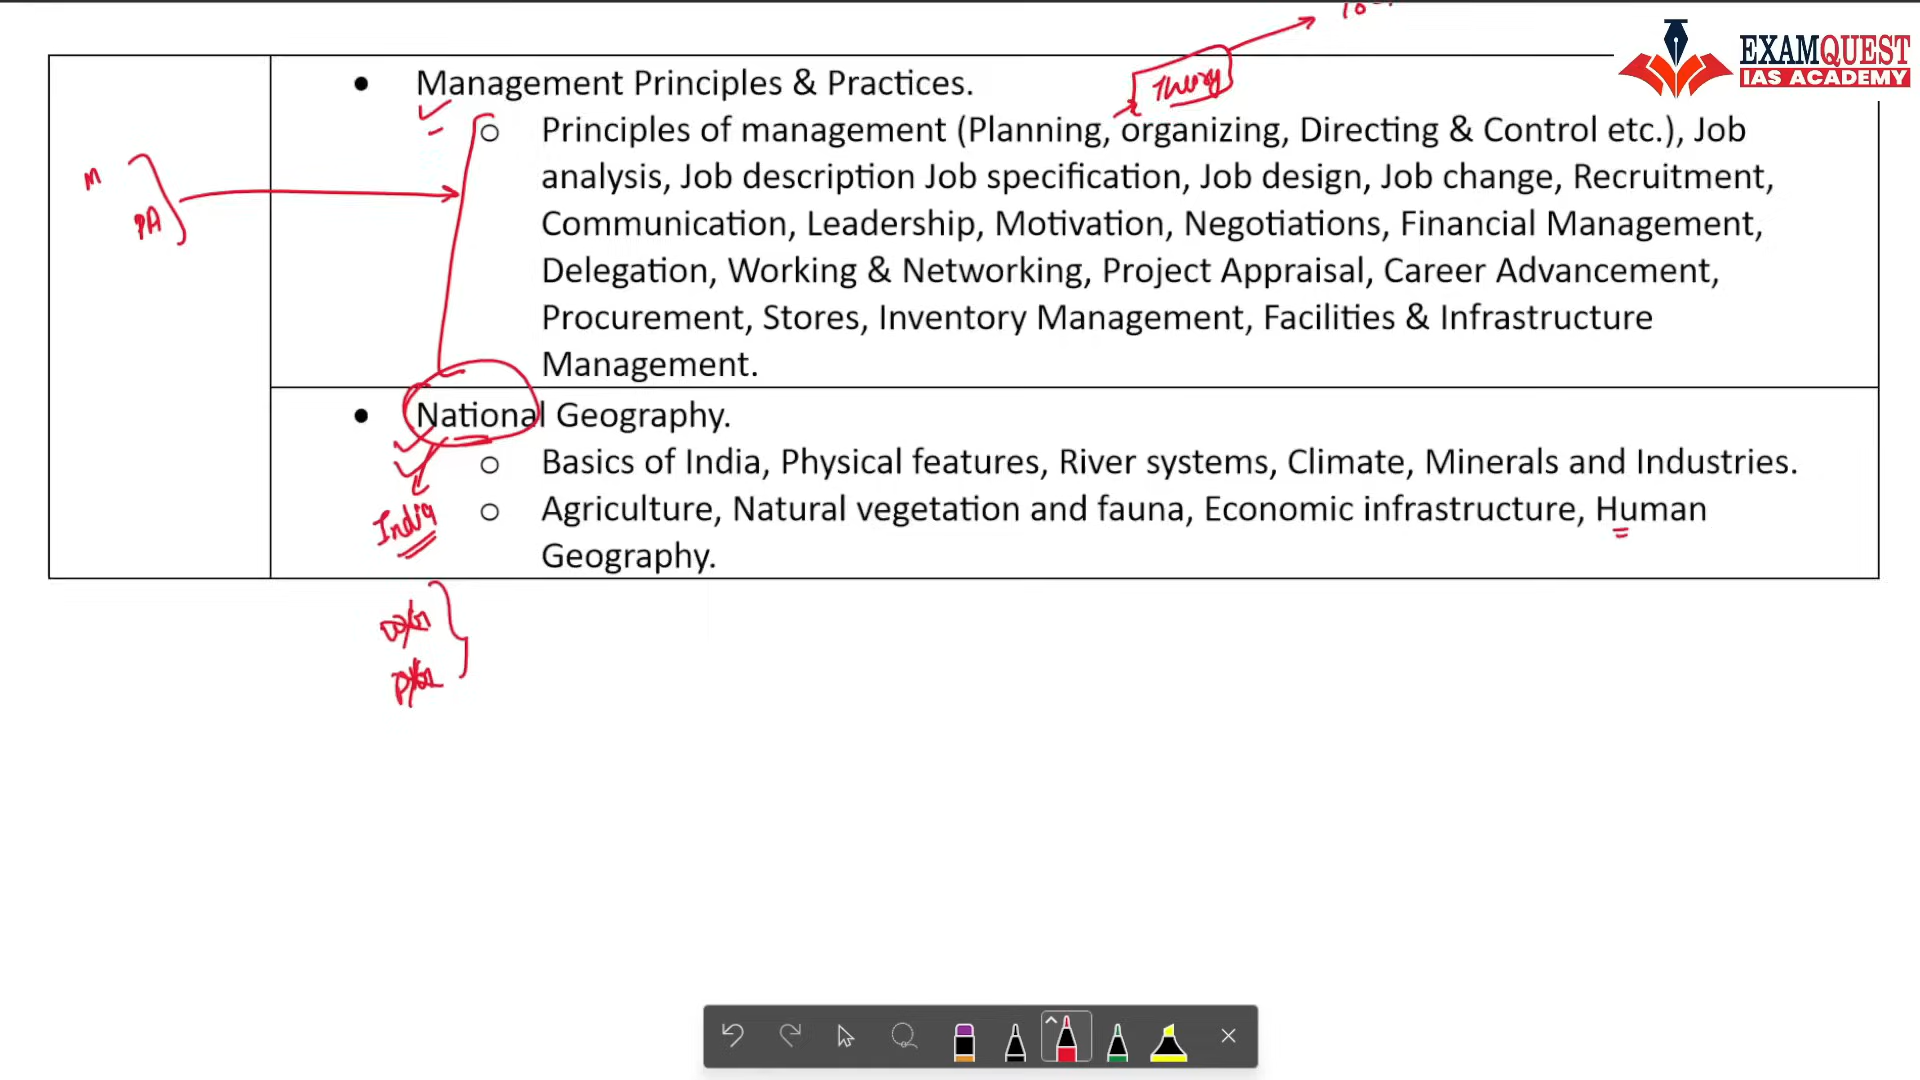 EXAMQUEST
IAS ACADEMY
Theory
• Management Principles & Practices.
○ Principles of management (Planning, organizing, Directing & Control etc.), Job
analysis, Job description Job specification, Job design, Job change, Recruitment,
Communication, Leadership, Motivation, Negotiations, Financial Management,
Delegation, Working & Networking, Project Appraisal, Career Advancement,
Procurement, Stores, Inventory Management, Facilities & Infrastructure
Management.
M
PA
• National Geography.
○ Basics of India, Physical features, River systems, Climate, Minerals and Industries.
○ Agriculture, Natural vegetation and fauna, Economic infrastructure, Human
Geography.
India